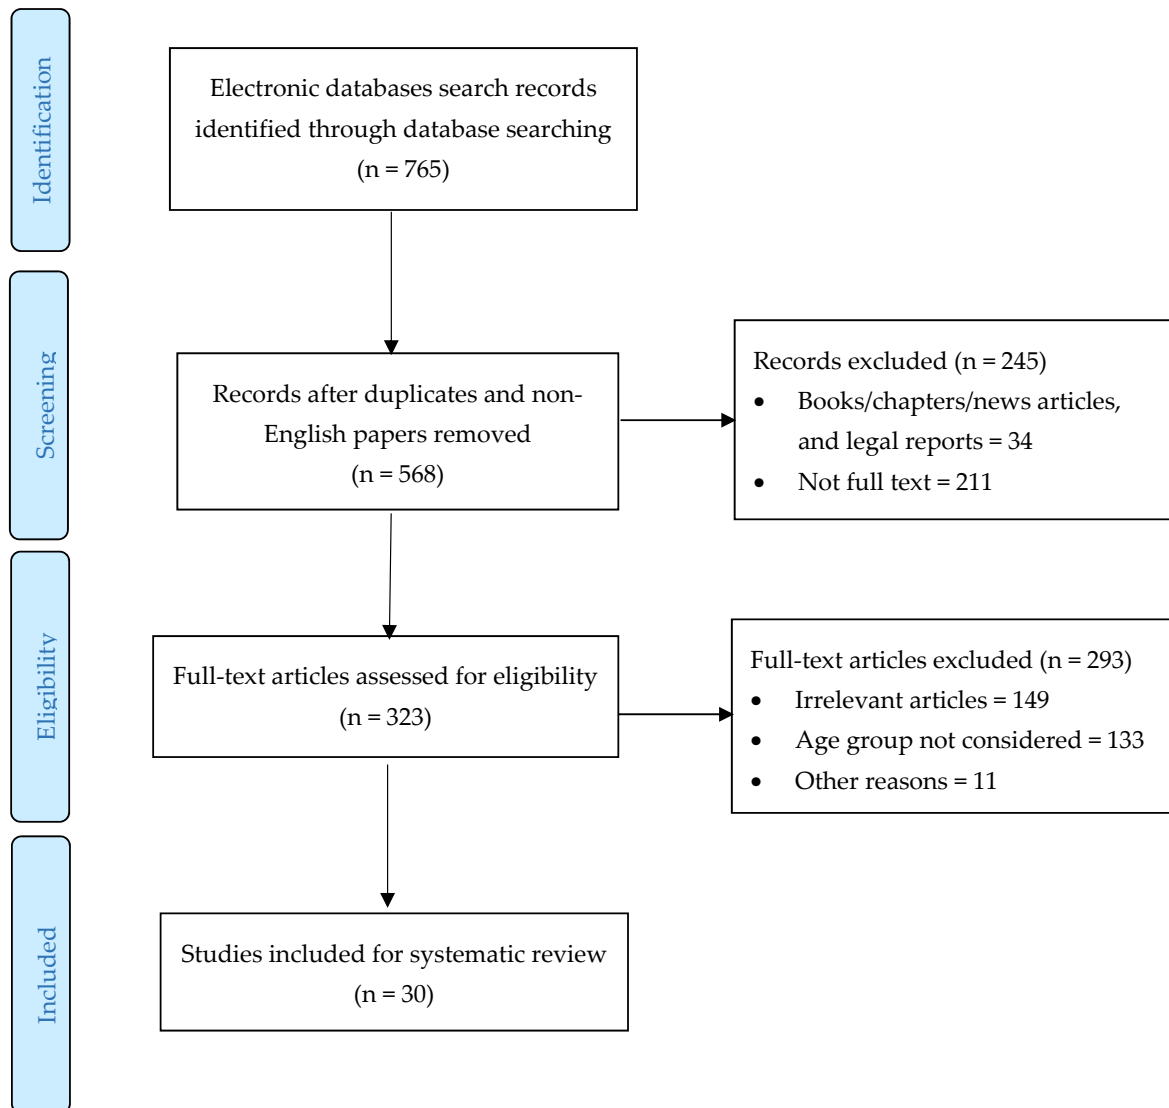 Identification
Electronic databases search records
identified through database searching
(n = 765)
Screening
Records after duplicates and non-
English papers removed
(n = 568)
Records excluded (n = 245)
• Books/chapters/news articles,
and legal reports = 34
• Not full text = 211
Eligibility
Full-text articles assessed for eligibility
(n = 323)
Full-text articles excluded (n = 293)
• Irrelevant articles = 149
• Age group not considered = 133
• Other reasons = 11
Included
Studies included for systematic review
(n = 30)